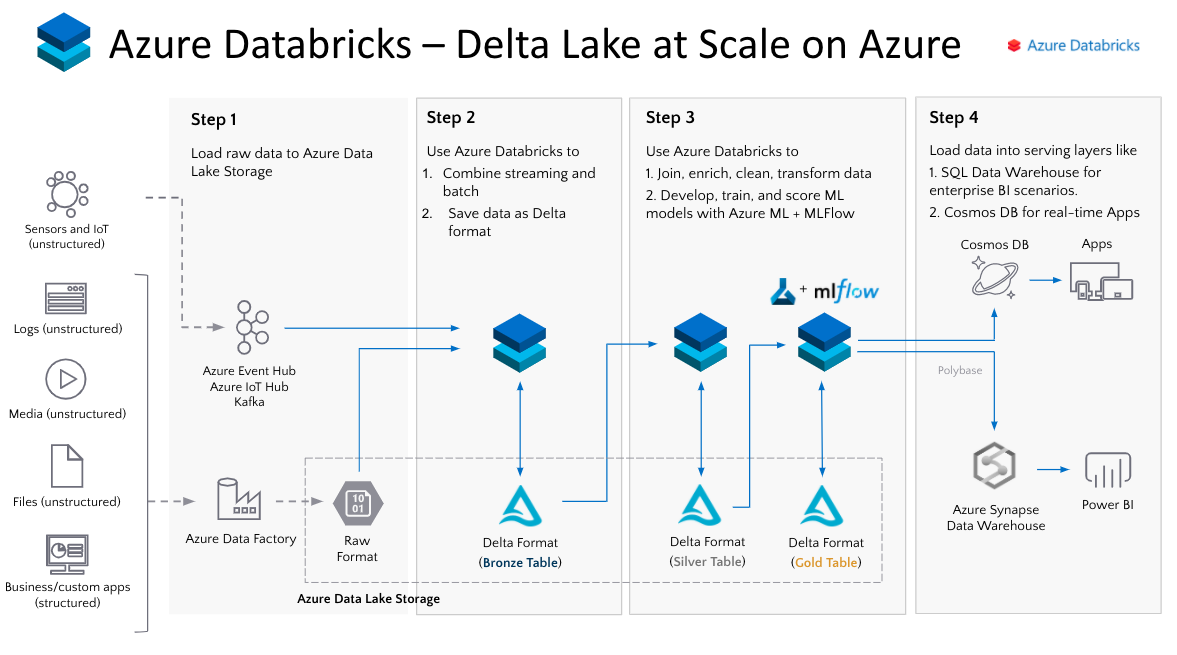 Azure Databricks – Delta Lake at Scale on Azure
Azure Databricks
Sensors and IoT
(unstructured)
Logs (unstructured)
Media (unstructured)
Files (unstructured)
Business/custom apps
(structured)
Step 1
Load raw data to Azure Data
Lake Storage
Azure Event Hub
Azure IoT Hub
Kafka
Azure Data Factory
10
01
Raw
Format
Azure Data Lake Storage
Step 2
Use Azure Databricks to
1. Combine streaming and
batch
2. Save data as Delta
format
Delta Format
(Bronze Table)
Step 3
Use Azure Databricks to
1. Join, enrich, clean, transform data
2. Develop, train, and score ML
models with Azure ML + MLFlow
+ mlflow
Delta Format
(Silver Table)
Delta Format
(Gold Table)
Step 4
Load data into serving layers like
1. SQL Data Warehouse for
enterprise BI scenarios.
2. Cosmos DB for real-time Apps
Cosmos DB
Apps
Polybase
Azure Synapse
Data Warehouse
Power BI